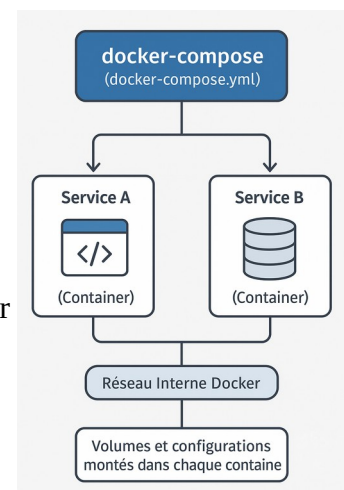 docker-compose
(docker-compose.yml)
Service A
</>
(Container)
Service B
(Container)
r
Réseau Interne Docker
Volumes et configurations
montés dans chaque containe